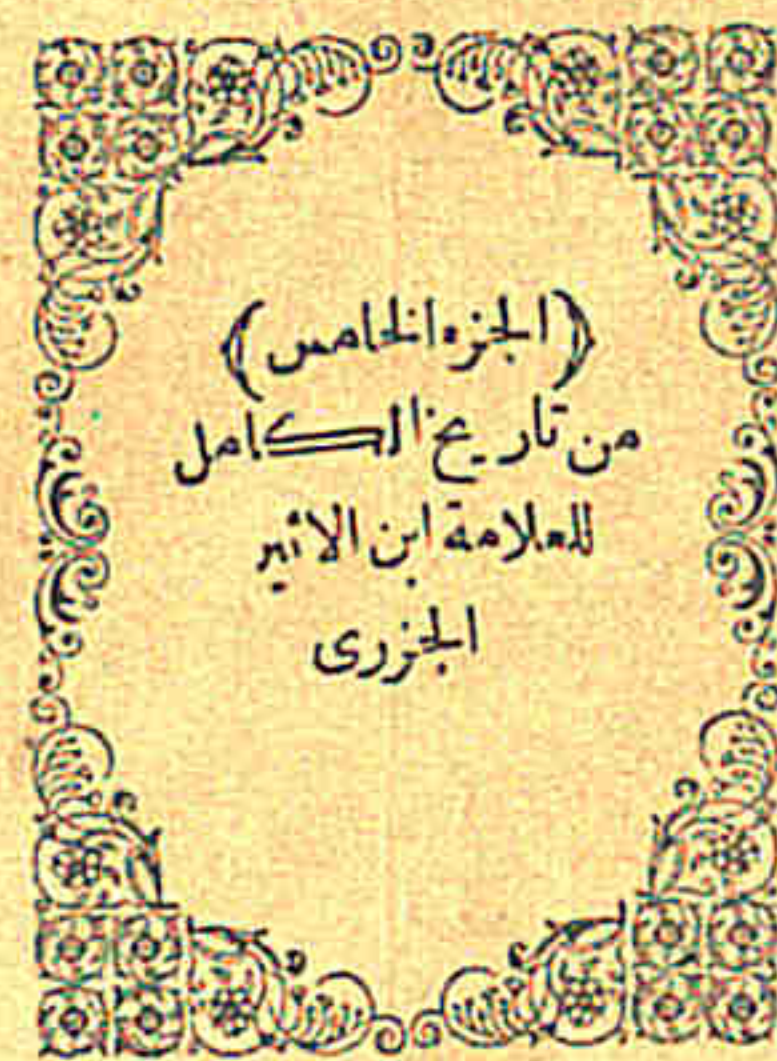 ﴿الجزء الخامس﴾
من تاريخ الكامل
للعلامة ابن الاثير
الجزرى